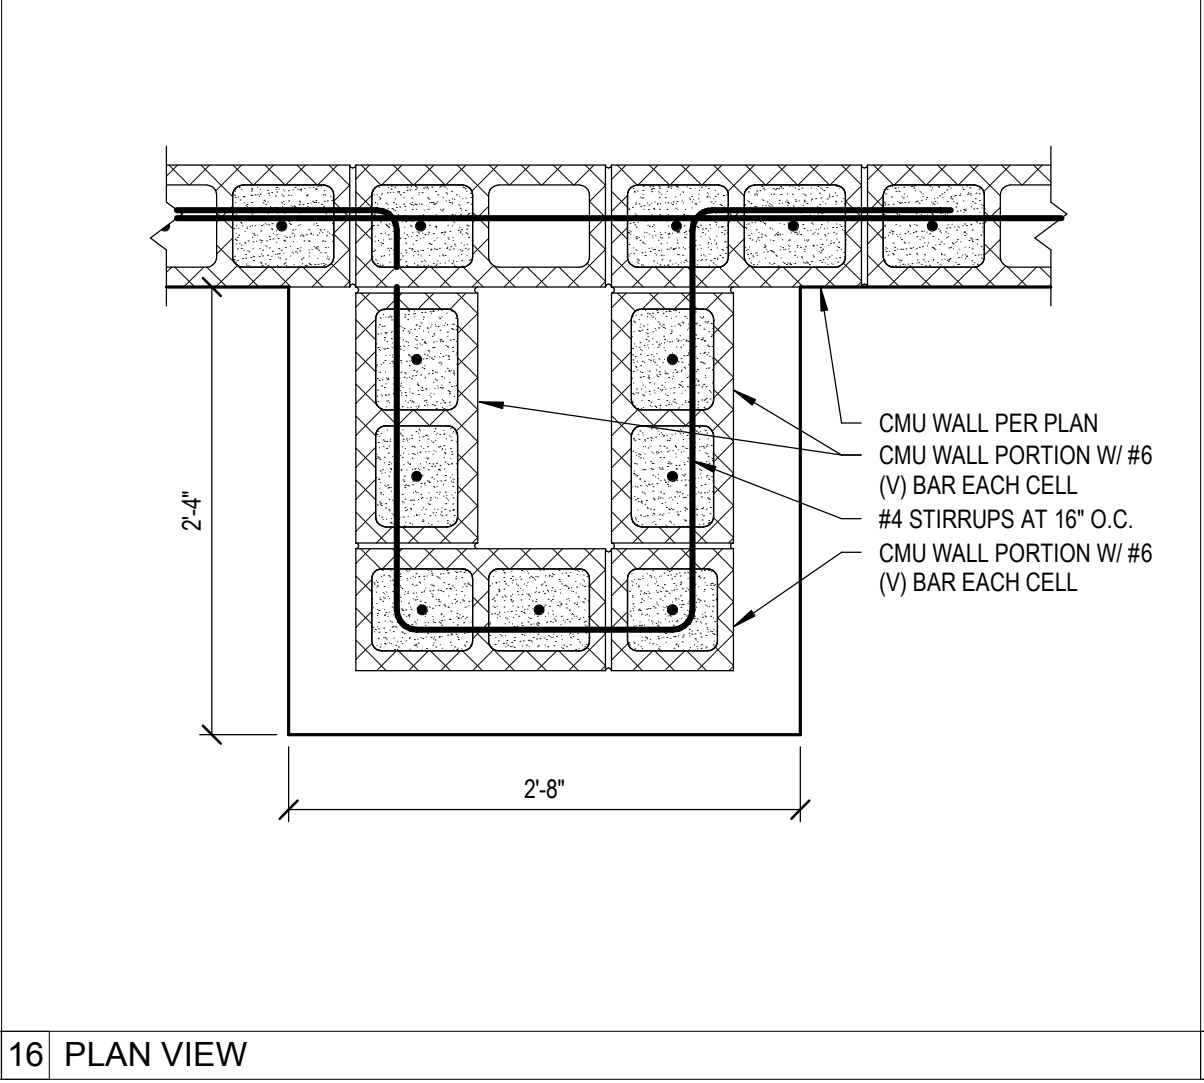 CMU WALL PER PLAN
CMU WALL PORTION W/ #6
(V) BAR EACH CELL
#4 STIRRUPS AT 16" O.C.
CMU WALL PORTION W/ #6
(V) BAR EACH CELL
2'-4"
2'-8"
16 PLAN VIEW